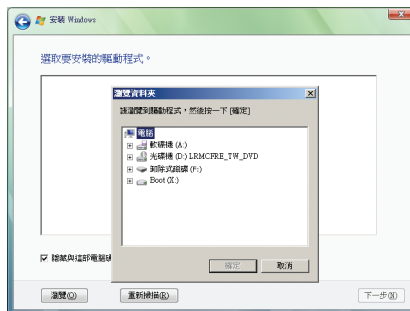 安裝 Windows
選取要安裝的驅動程式。
瀏覽資料夾
請瀏覽到驅動程式，然後按一下 [確定]
電腦
軟碟機 (A:)
光碟機 (D:) LRMCFRE_TW_DVD
卸除式磁碟 (F:)
Boot (X:)
隱藏與這部電腦硬
確定
取消
瀏覽(O)
重新掃描(R)
下一步(N)